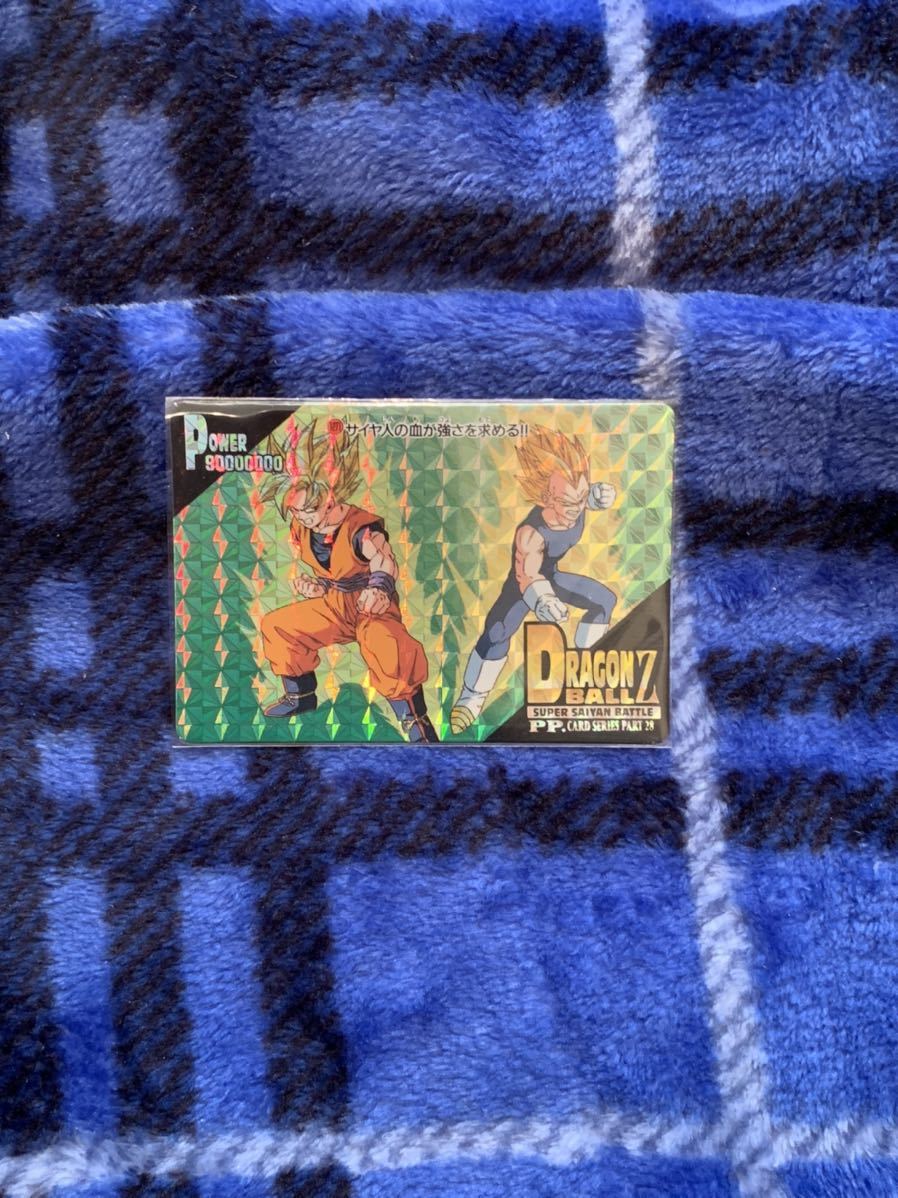 POWER
90000000
サイヤ人の血が強さを求める!!
DRAGON
BALL Z
SUPER SAIYAN BATTLE
PP. CARD SERIES PART 28